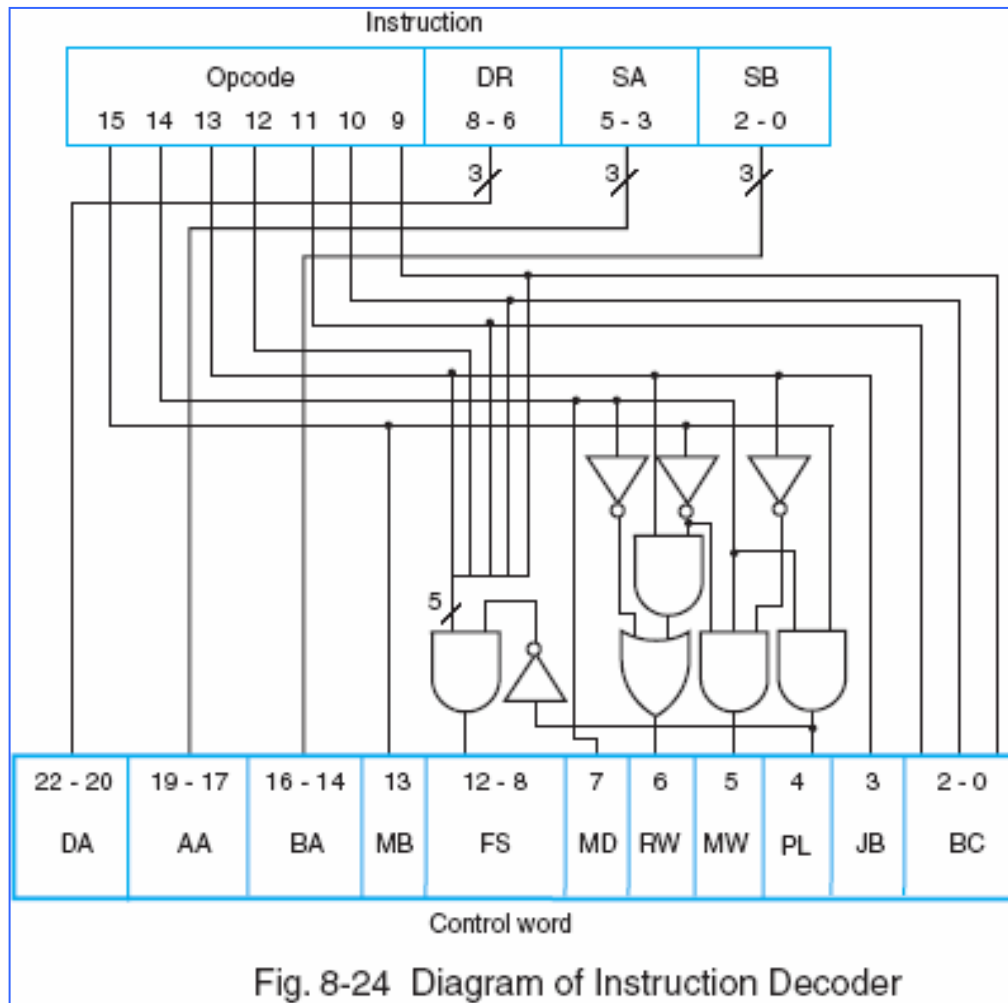 Instruction
Opcode DR SA SB
15 14 13 12 11 10 9 8 - 6 5 - 3 2 - 0
3 3 3
5
22 - 20 19 - 17 16 - 14 13 12 - 8 7 6 5 4 3 2 - 0
DA AA BA MB FS MD RW MW PL JB BC
Control word
Fig. 8-24 Diagram of Instruction Decoder